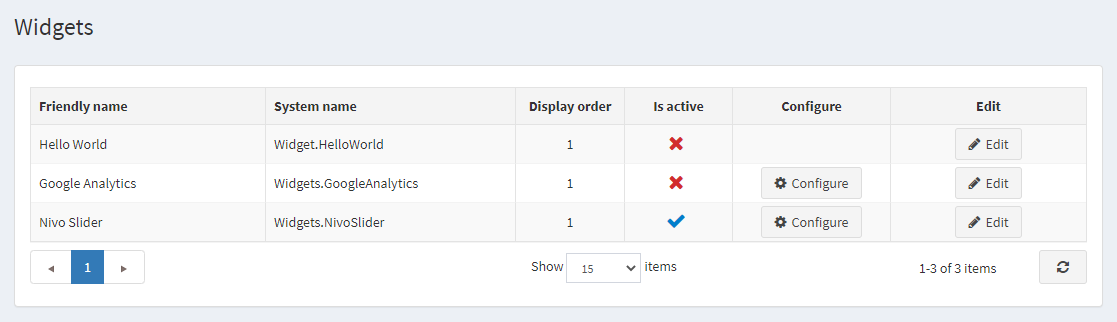 Widgets
Friendly name System name Display order Is active Configure Edit
Hello World Widget.HelloWorld 1 Edit
Google Analytics Widgets.GoogleAnalytics 1 Configure Edit
Nivo Slider Widgets.NivoSlider 1 Configure Edit
1 Show 15 items 1-3 of 3 items